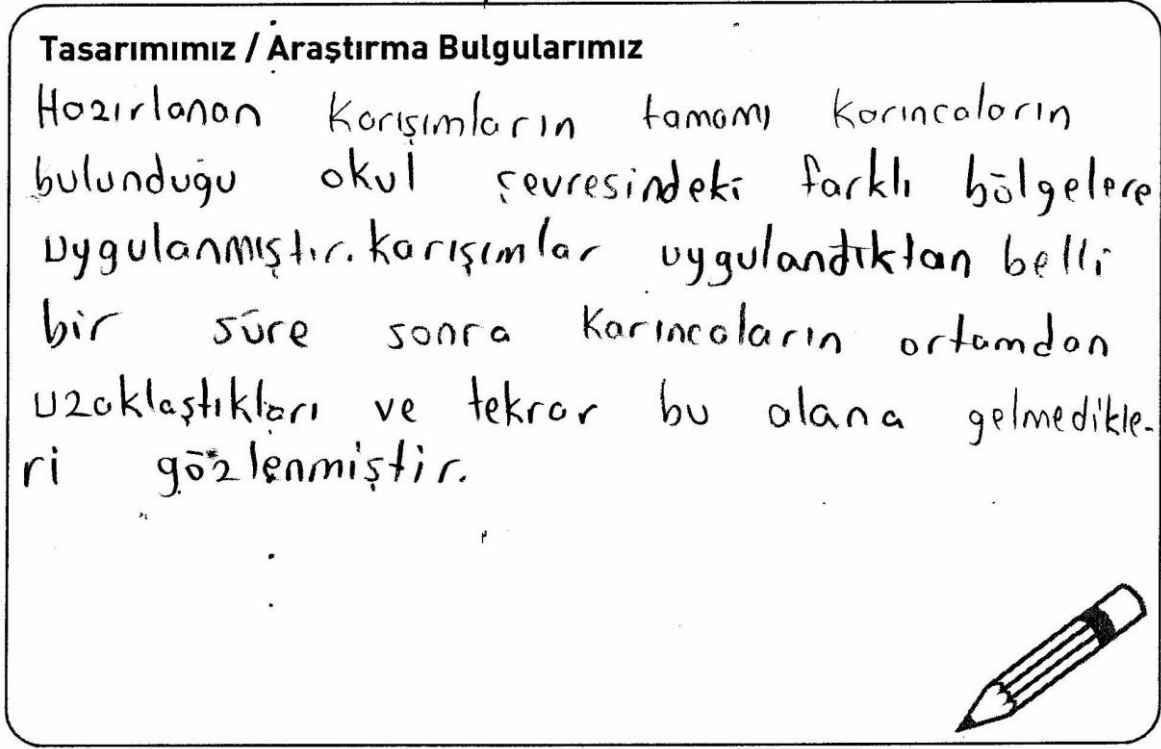 Tasarımımız / Araştırma Bulgularımız
Hazırlanan Karışımların tamamı Karıncaların
bulunduğu okul çevresindeki farklı bölgelere
uygulanmıştır. karışımlar uygulandıktan belli
bir süre sonra Karıncaların ortamdan
uzaklaştıkları ve tekrar bu alana gelmedikle-
ri gözlenmiştir.